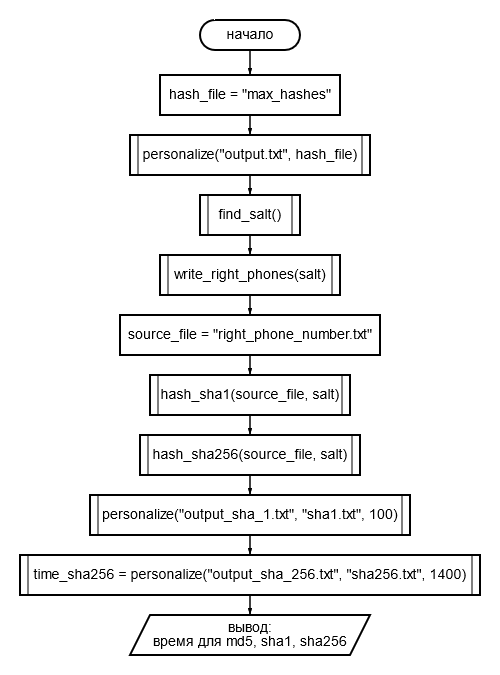 начало
hash_file = "max_hashes"
personalize("output.txt", hash_file)
find_salt()
write_right_phones(salt)
source_file = "right_phone_number.txt"
hash_sha1(source_file, salt)
hash_sha256(source_file, salt)
personalize("output_sha_1.txt", "sha1.txt", 100)
time_sha256 = personalize("output_sha_256.txt", "sha256.txt", 1400)
вывод:
время для md5, sha1, sha256